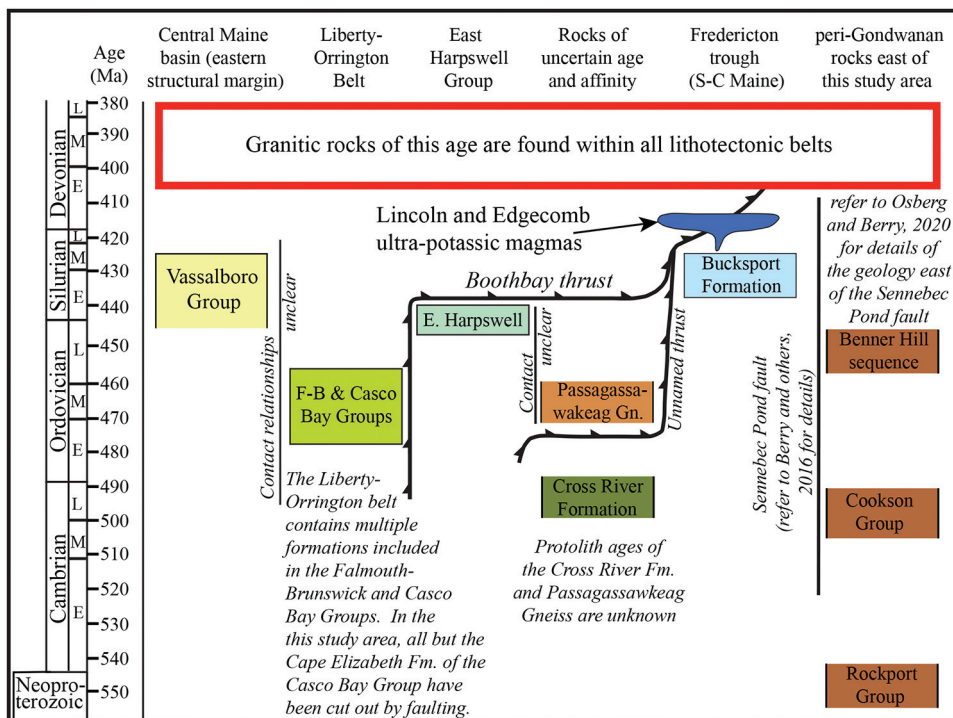 Age
(Ma)
Central Maine
basin (eastern
structural margin)
Liberty-
Orrington
Belt
East
Harpswell
Group
Rocks of
uncertain age
and affinity
Fredericton
trough
(S-C Maine)
peri-Gondwanan
rocks east of
this study area
Devonian
L
M
E
Silurian
L
M
E
Ordovician
L
M
E
Cambrian
L
M
E
Neopro-
terozoic
380
390
400
410
420
430
440
450
460
470
480
490
500
510
520
530
540
550
Granitic rocks of this age are found within all lithotectonic belts
Lincoln and Edgecomb
ultra-potassic magmas
refer to Osberg
and Berry, 2020
for details of
the geology east
of the Sennebec
Pond fault
Vassalboro
Group
Contact relationships
unclear
Boothbay thrust
Bucksport
Formation
E. Harpswell
Contact
unclear
Unnamed thrust
Benner Hill
sequence
F-B & Casco
Bay Groups
Passagassa-
wakeag Gn.
Sennebec Pond fault
(refer to Berry and others,
2016 for details)
The Liberty-
Orrington belt
contains multiple
formations included
in the Falmouth-
Brunswick and Casco
Bay Groups.  In the
this study area, all but the
Cape Elizabeth Fm. of the
Casco Bay Group have
been cut out by faulting.
Cross River
Formation
Protolith ages of
the Cross River Fm.
and Passagassawkeag
Gneiss are unknown
Cookson
Group
Rockport
Group